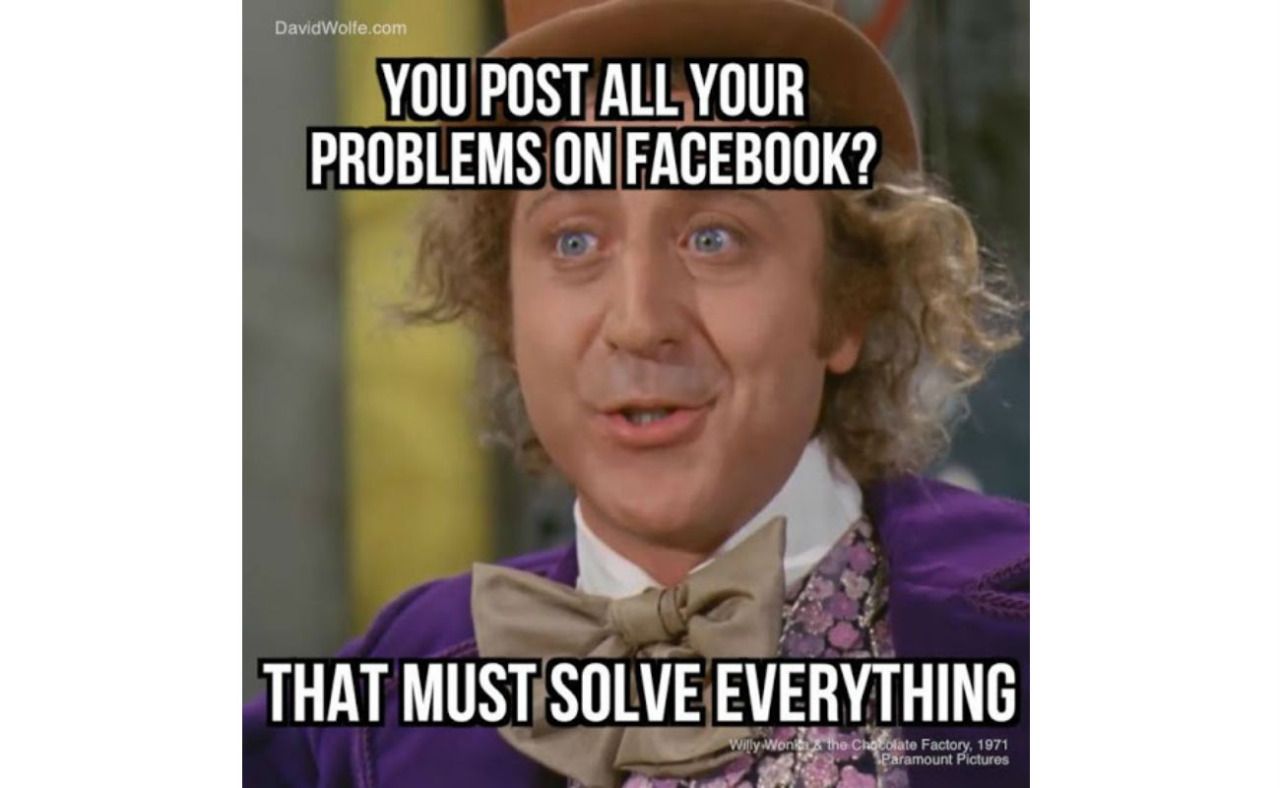 DavidWolfe.com
YOU POST ALL YOUR
PROBLEMS ON FACEBOOK?
THAT MUST SOLVE EVERYTHING
Willy Wonka & the Chocolate Factory, 1971
Paramount Pictures